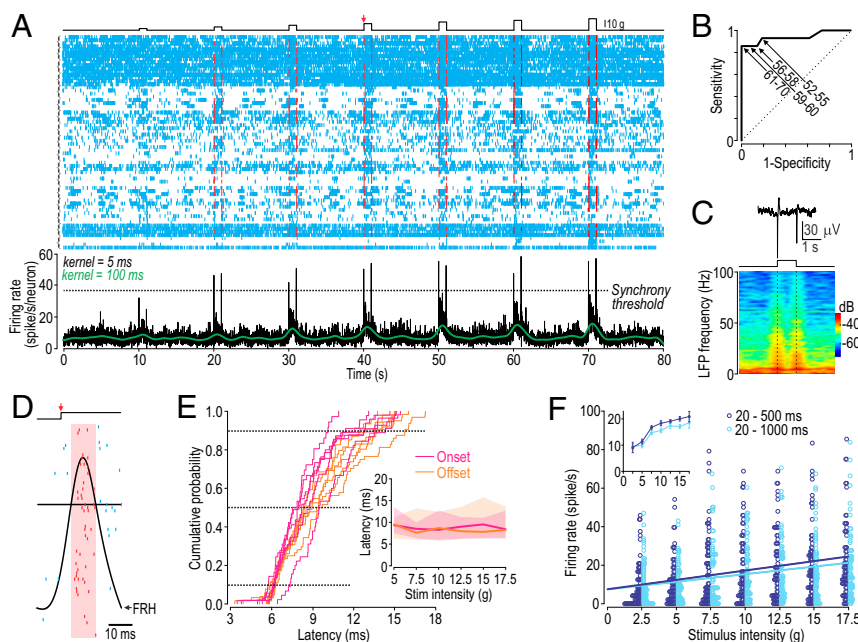 A
I10 g
60
40
20
0
Firing rate
(spike/s/neuron)
kernel = 5 ms
kernel = 100 ms
Synchrony
threshold
0 10 20 30 40 50 60 70 80
Time (s)
B
1
0
Sensitivity
56-58
61-70
52-55
59-60
0 1
1-Specificity
C
30 µV
1 s
100
50
0
LFP frequency (Hz)
dB
-40
-60
D
FRH
10 ms
E
1.0
0.8
0.6
0.4
0.2
0.0
Cumulative probability
3 6 9 12 15 18
Latency (ms)
Onset
Offset
20
15
10
5
0
Latency
(ms)
5 7.5 10 12.5 15 17.5
Stim intensity (g)
F
100
80
60
40
20
0
Firing rate (spike/s)
20
10
0
0 5 10 15
20 - 500 ms
20 - 1000 ms
0 2.5 5 7.5 10 12.5 15 17.5
Stimulus intensity (g)